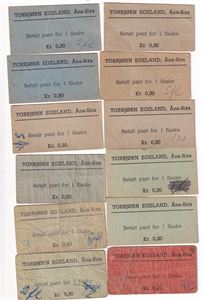 TORBJØRN EGELAND, Åna-Sira
Betalt pant for 1 flaske
Kr. 0,30
TORBJØRN EGELAND, Åna-Sira
Betalt pant for 1 flaske
Kr. 0,30
TORBJØRN EGELAND, Åna-Sira
Betalt pant for 1 flaske
Kr. 0,30
TORBJØRN EGELAND, Åna-Sira
Betalt pant for 1 flaske
Kr. 0,30
TORBJØRN EGELAND, Åna-Sira
Betalt pant for 1 flaske
Kr. 0,30
TORBJØRN EGELAND, Åna-Sira
Betalt pant for 1 flaske
Kr. 0,30
TORBJØRN EGELAND, Åna-Sira
Betalt pant for 1 flaske
Kr. 0,30
TORBJØRN EGELAND, Åna-Sira
Betalt pant for 1 flaske
Kr. 0,30
TORBJØRN EGELAND, Åna-Sira
Betalt pant for 1 flaske
Kr. 0,30
TORBJØRN EGELAND, Åna-Sira
Betalt pant for 1 flaske
Kr. 0,30
TORBJØRN EGELAND, Åna-Sira
Betalt pant for 1 flaske
Kr. 0,30
TORBJØRN EGELAND, Åna-Sira
Betalt pant for 1 flaske
Kr. 0,30